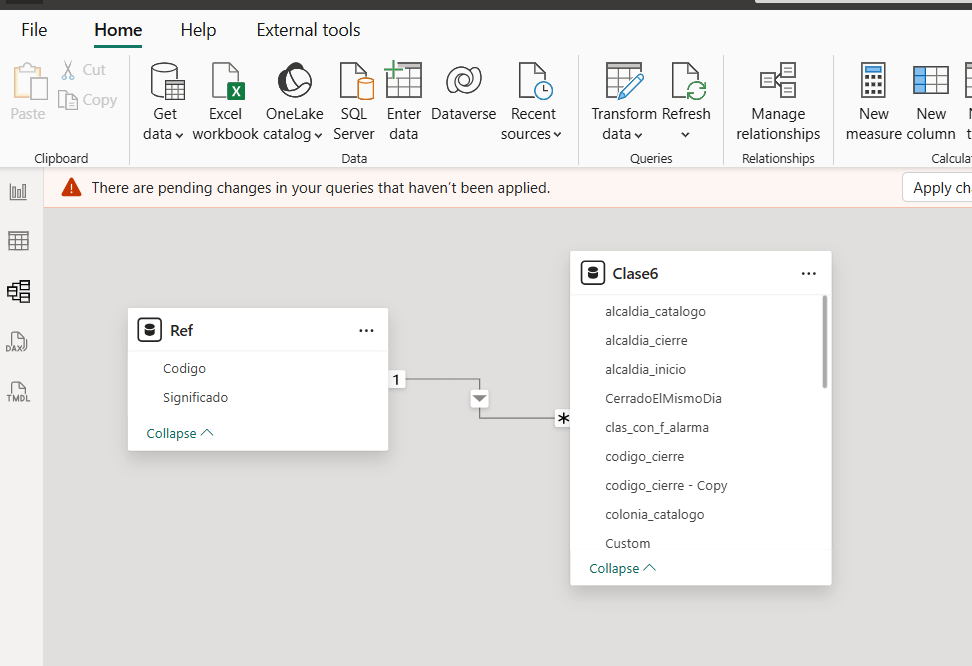 File Home Help External tools
Paste
Cut
Copy
Get data
Excel workbook
OneLake catalog
SQL Server
Enter data
Dataverse
Recent sources
Transform data
Refresh
Manage relationships
New measure
New column
Clipboard
Data
Queries
Relationships
There are pending changes in your queries that haven't been applied.
Apply
DAX
TMDL
Ref
...
Codigo
Significado
Collapse
1
*
Clase6
...
alcaldia_catalogo
alcaldia_cierre
alcaldia_inicio
CerradoElMismoDia
clas_con_f_alarma
codigo_cierre
codigo_cierre - Copy
colonia_catalogo
Custom
Collapse